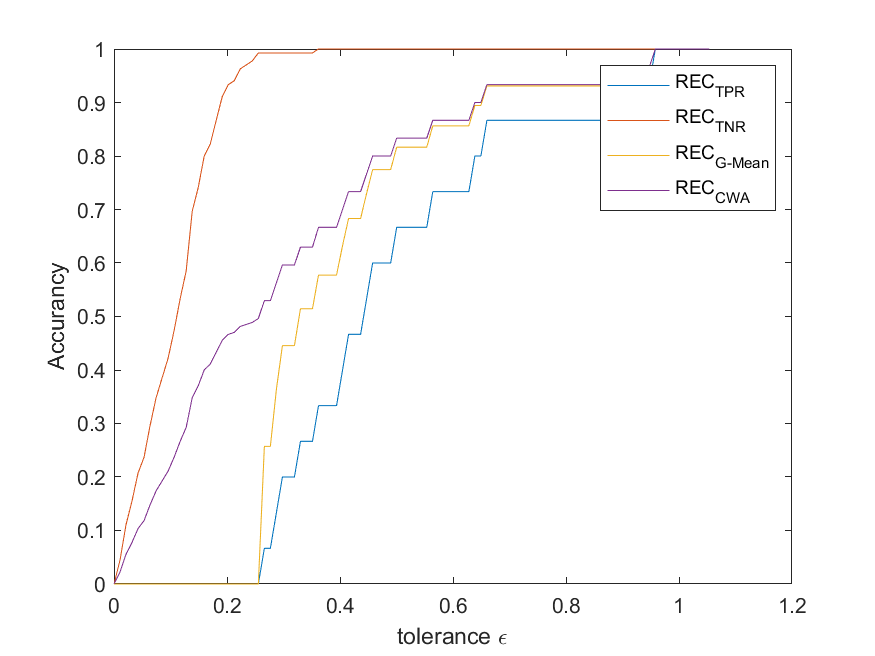 1
0.9
0.8
0.7
0.6
0.5
0.4
0.3
0.2
0.1
0
Accurancy
0 0.2 0.4 0.6 0.8 1 1.2
tolerance ϵ
REC_TPR
REC_TNR
REC_G-Mean
REC_CWA